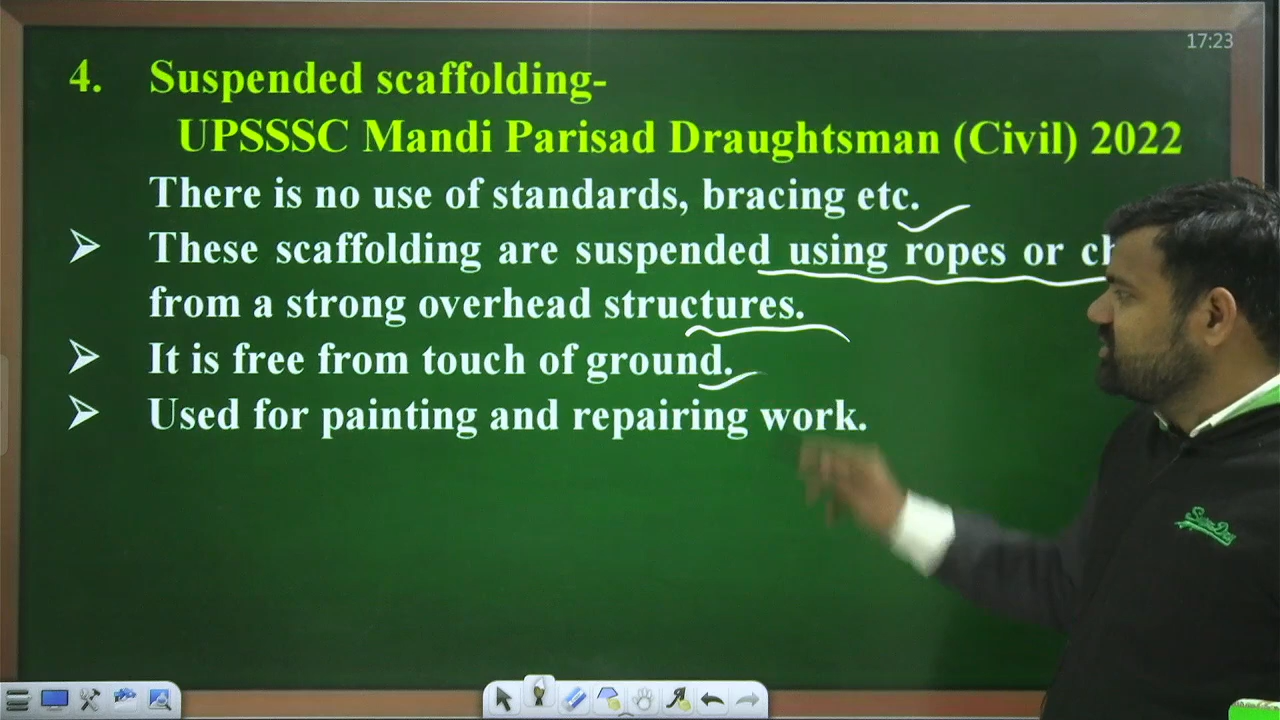 17:23
4. Suspended scaffolding-
UPSSSC Mandi Parisad Draughtsman (Civil) 2022
There is no use of standards, bracing etc.
➤ These scaffolding are suspended using ropes or
from a strong overhead structures.
➤ It is free from touch of ground.
➤ Used for painting and repairing work.